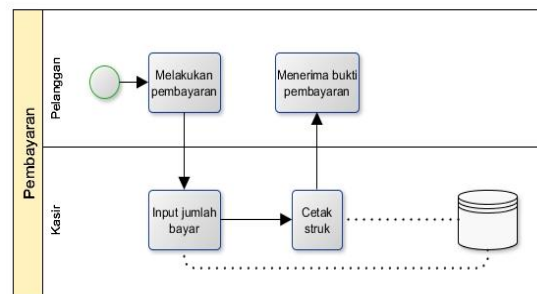 Pembayaran
Pelanggan
Melakukan
pembayaran
Menerima bukti
pembayaran
Kasir
Input jumlah
bayar
Cetak
struk